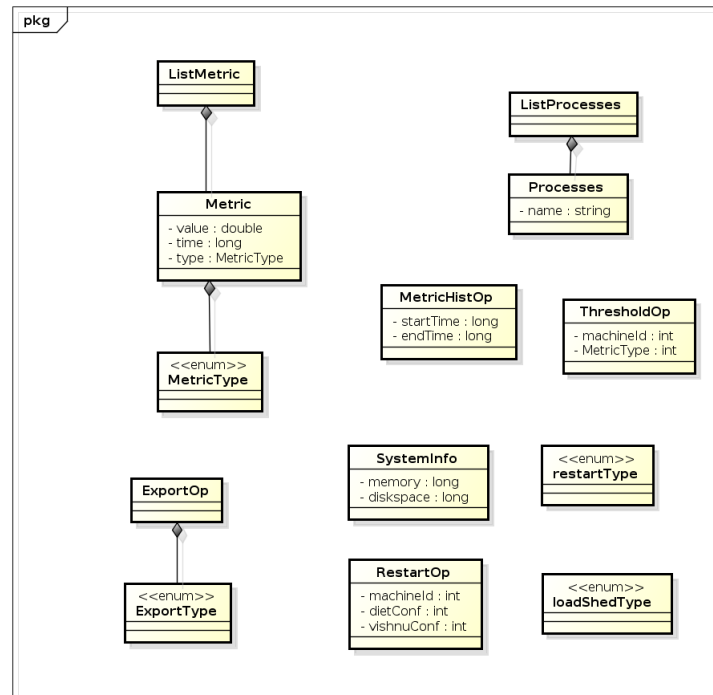 pkg
ListMetric
ListProcesses
Processes
- name : string
Metric
- value : double
- time : long
- type : MetricType
MetricHistOp
- startTime : long
- endTime : long
ThresholdOp
- machineId : int
- MetricType : int
<<enum>>
MetricType
SystemInfo
- memory : long
- diskspace : long
<<enum>>
restartType
ExportOp
RestartOp
- machineId : int
- dietConf : int
- vishnuConf : int
<<enum>>
loadShedType
<<enum>>
ExportType